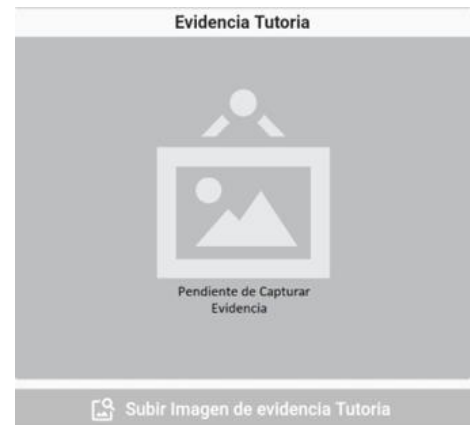 Evidencia Tutoria
Pendiente de Capturar
Evidencia
Subir Imagen de evidencia Tutoria